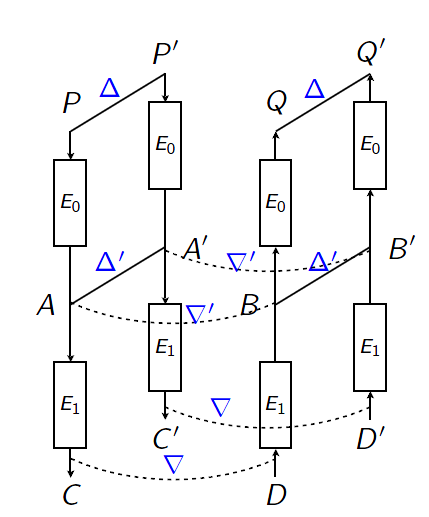 P′ Q′
Δ Δ
P Q
E₀ E₀
E₀ E₀
A′ B′
Δ′ ∇′ Δ′
A ∇′ B
E₁ E₁
E₁ ∇ E₁
C′ D′
∇
C D